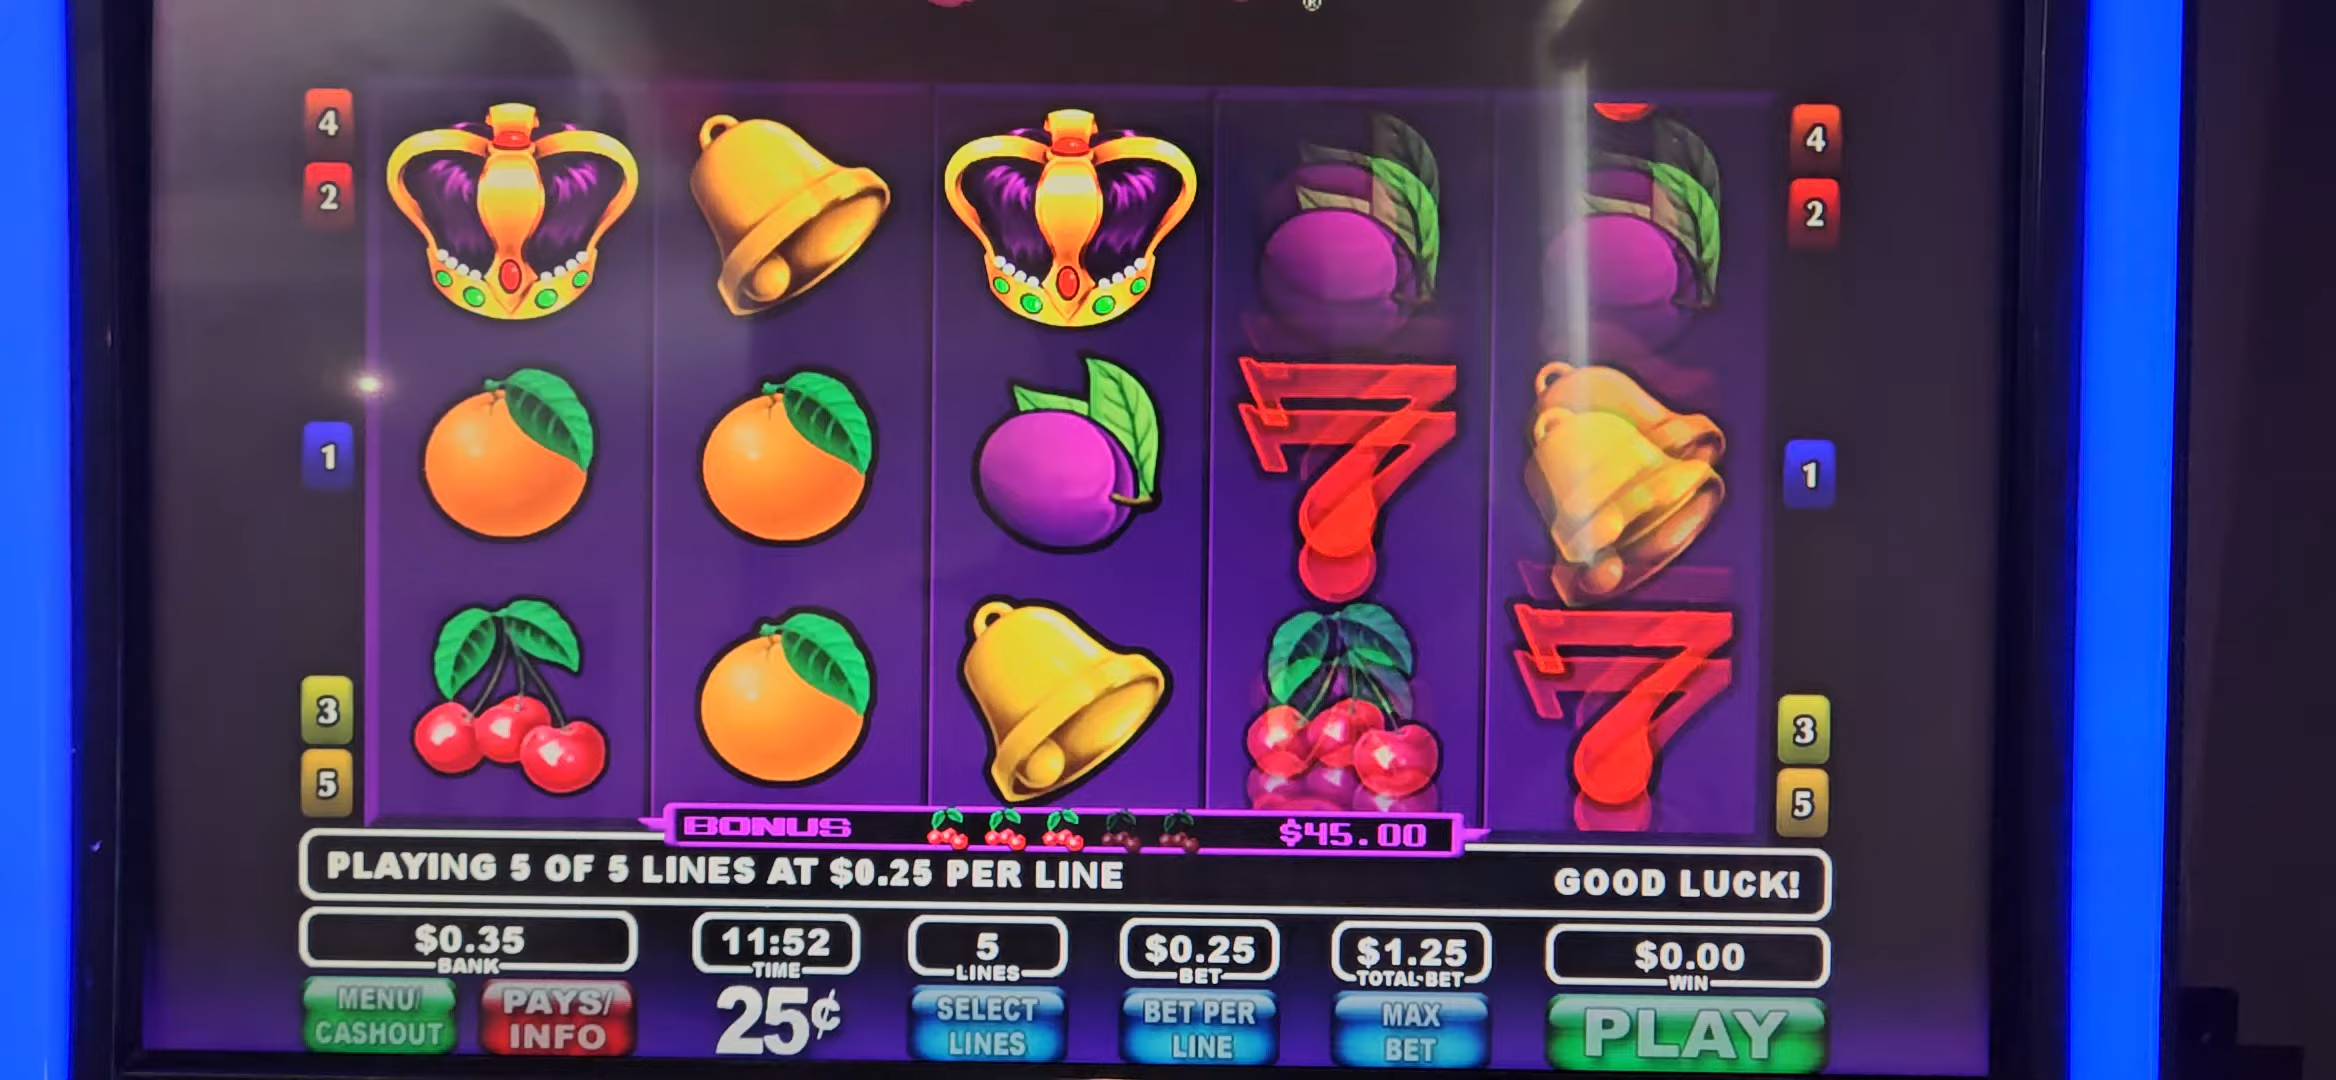 ®
4
4
2
2
1
1
3
3
5
5
BONUS $45.00
PLAYING 5 OF 5 LINES AT $0.25 PER LINE GOOD LUCK!
$0.35 11:52 5 $0.25 $1.25 $0.00
BANK TIME LINES BET TOTAL-BET WIN
MENU/ CASHOUT
PAYS/ INFO
25¢
SELECT LINES
BET PER LINE
MAX BET
PLAY